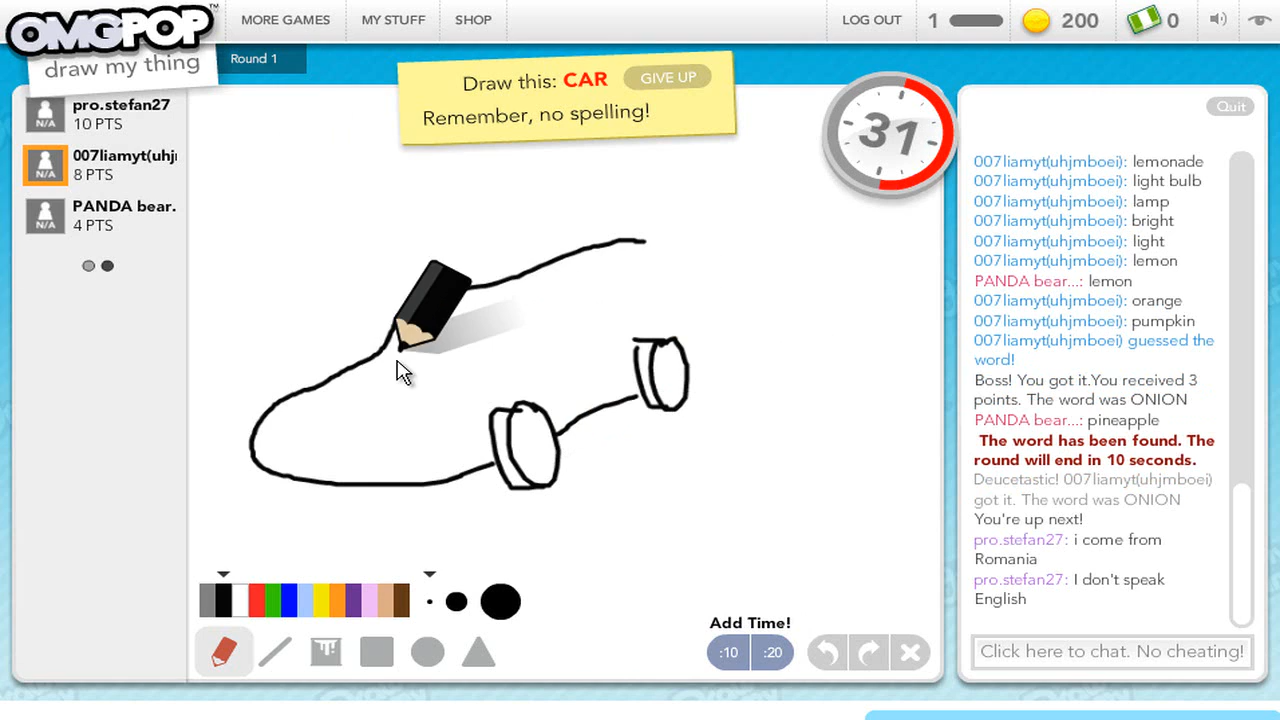 OMGPOP™
MORE GAMES
MY STUFF
SHOP
LOG OUT
1
200
0
draw my thing
Round 1
Draw this: CAR
GIVE UP
Remember, no spelling!
31
pro.stefan27
10 PTS
007liamyt(uhj
8 PTS
PANDA bear.
4 PTS
N/A
N/A
N/A
Quit
007liamyt(uhjmboei): lemonade
007liamyt(uhjmboei): light bulb
007liamyt(uhjmboei): lamp
007liamyt(uhjmboei): bright
007liamyt(uhjmboei): light
007liamyt(uhjmboei): lemon
PANDA bear...: lemon
007liamyt(uhjmboei): orange
007liamyt(uhjmboei): pumpkin
007liamyt(uhjmboei) guessed the
word!
Boss! You got it.You received 3
points. The word was ONION
PANDA bear...: pineapple
The word has been found. The
round will end in 10 seconds.
Deucetastic! 007liamyt(uhjmboei)
got it. The word was ONION
You're up next!
pro.stefan27: i come from
Romania
pro.stefan27: I don't speak
English
Click here to chat. No cheating!
Add Time!
:10
:20